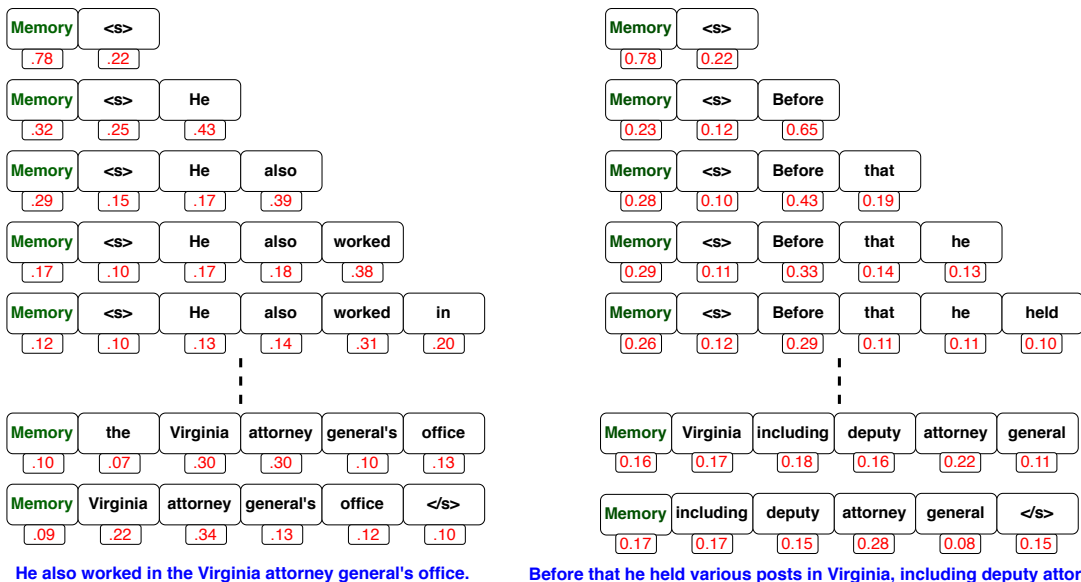 Memory <s>
.78 .22
Memory <s> He
.32 .25 .43
Memory <s> He also
.29 .15 .17 .39
Memory <s> He also worked
.17 .10 .17 .18 .38
Memory <s> He also worked in
.12 .10 .13 .14 .31 .20
Memory the Virginia attorney general's office
.10 .07 .30 .30 .10 .13
Memory Virginia attorney general's office </s>
.09 .22 .34 .13 .12 .10
He also worked in the Virginia attorney general's office.
Memory <s>
0.78 0.22
Memory <s> Before
0.23 0.12 0.65
Memory <s> Before that
0.28 0.10 0.43 0.19
Memory <s> Before that he
0.29 0.11 0.33 0.14 0.13
Memory <s> Before that he held
0.26 0.12 0.29 0.11 0.11 0.10
Memory Virginia including deputy attorney general
0.16 0.17 0.18 0.16 0.22 0.11
Memory including deputy attorney general </s>
0.17 0.17 0.15 0.28 0.08 0.15
Before that he held various posts in Virginia, including deputy attor